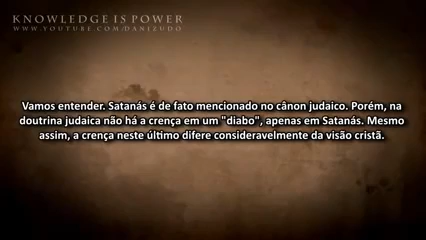 KNOWLEDGE IS POWER
WWW.YOUTUBE.COM/DANIZUDO
Vamos entender. Satanás é de fato mencionado no cânon judaico. Porém, na
doutrina judaica não há a crença em um "diabo", apenas em Satanás. Mesmo
assim, a crença neste último difere consideravelmente da visão cristã.